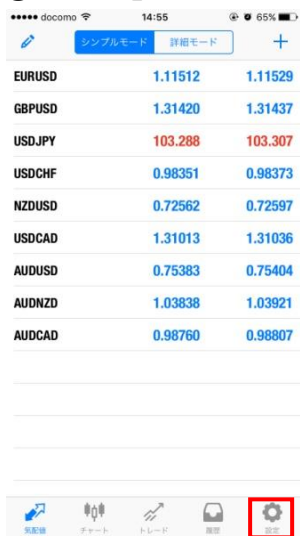 docomo 14:55 65%
シンプルモード 詳細モード +
EURUSD 1.11512 1.11529
GBPUSD 1.31420 1.31437
USDJPY 103.288 103.307
USDCHF 0.98351 0.98373
NZDUSD 0.72562 0.72597
USDCAD 1.31013 1.31036
AUDUSD 0.75383 0.75404
AUDNZD 1.03838 1.03921
AUDCAD 0.98760 0.98807
気配値 チャート トレード 履歴 設定